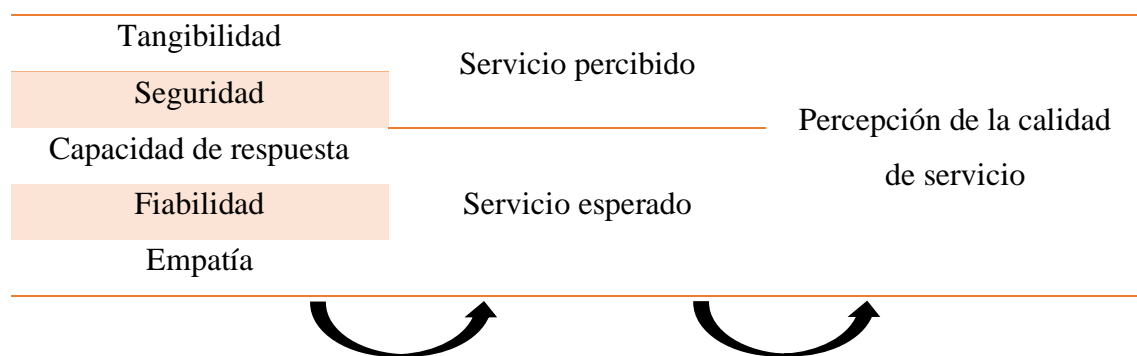 Tangibilidad
Seguridad
Capacidad de respuesta
Fiabilidad
Empatía
Servicio percibido
Servicio esperado
Percepción de la calidad
de servicio